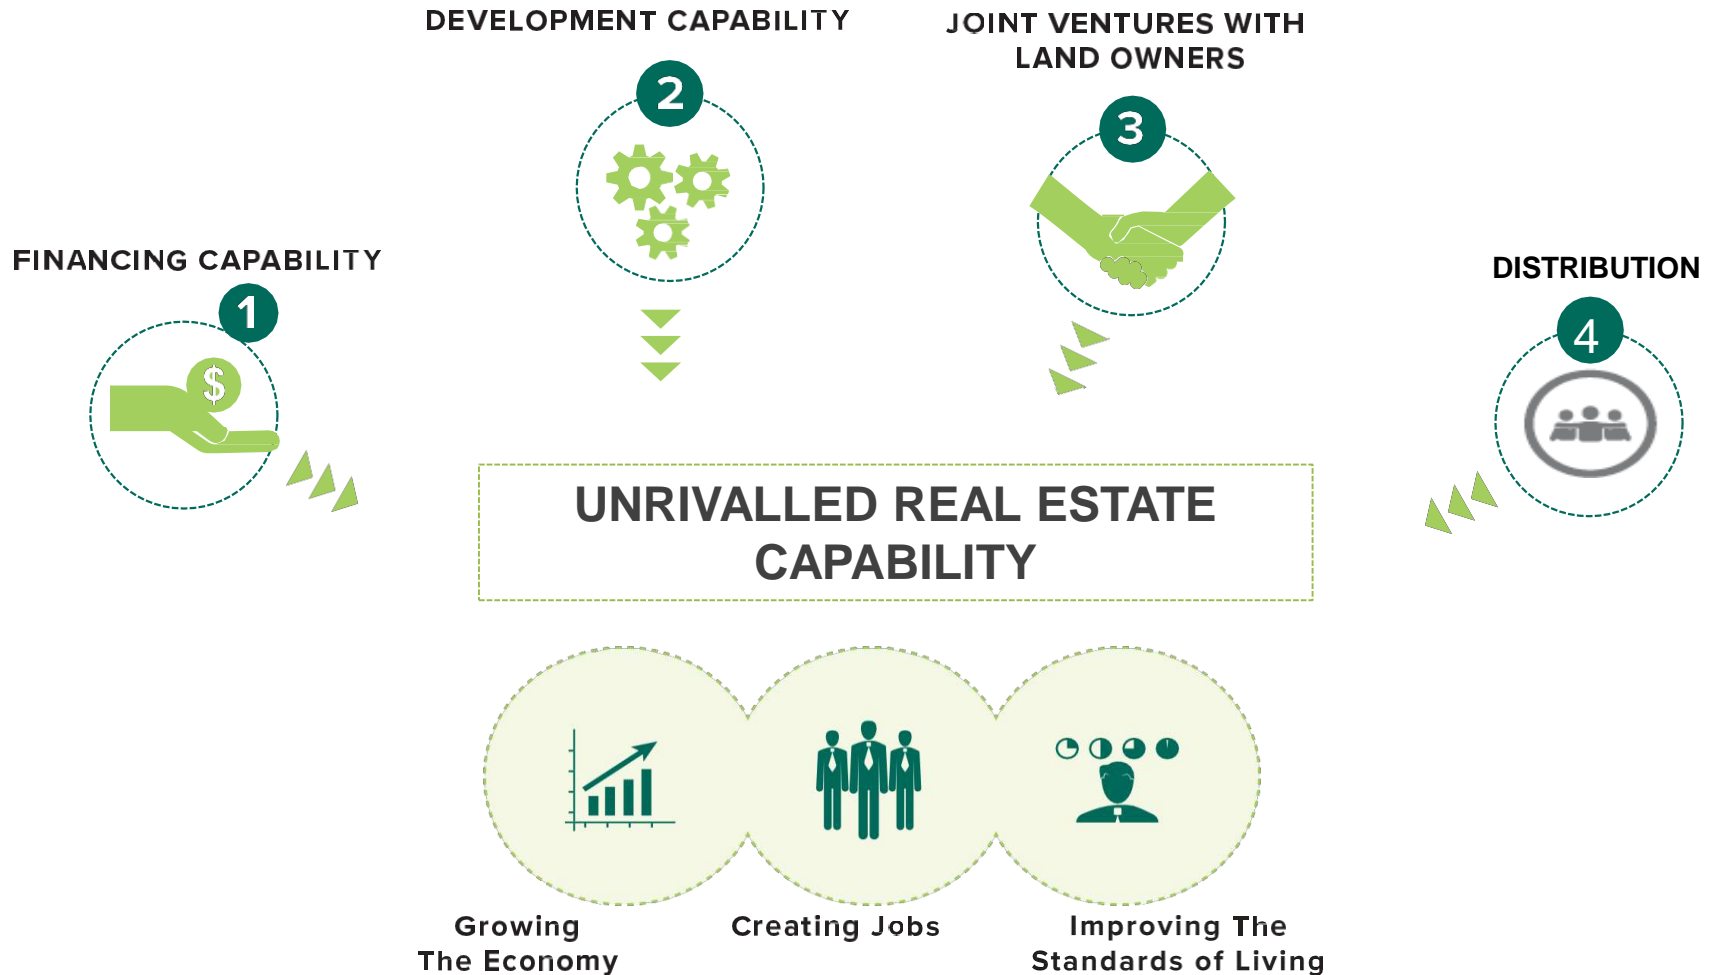 FINANCING CAPABILITY
1
$
DEVELOPMENT CAPABILITY
2
JOINT VENTURES WITH
LAND OWNERS
3
DISTRIBUTION
4
UNRIVALLED REAL ESTATE
CAPABILITY
Growing
The Economy
Creating Jobs
Improving The
Standards of Living